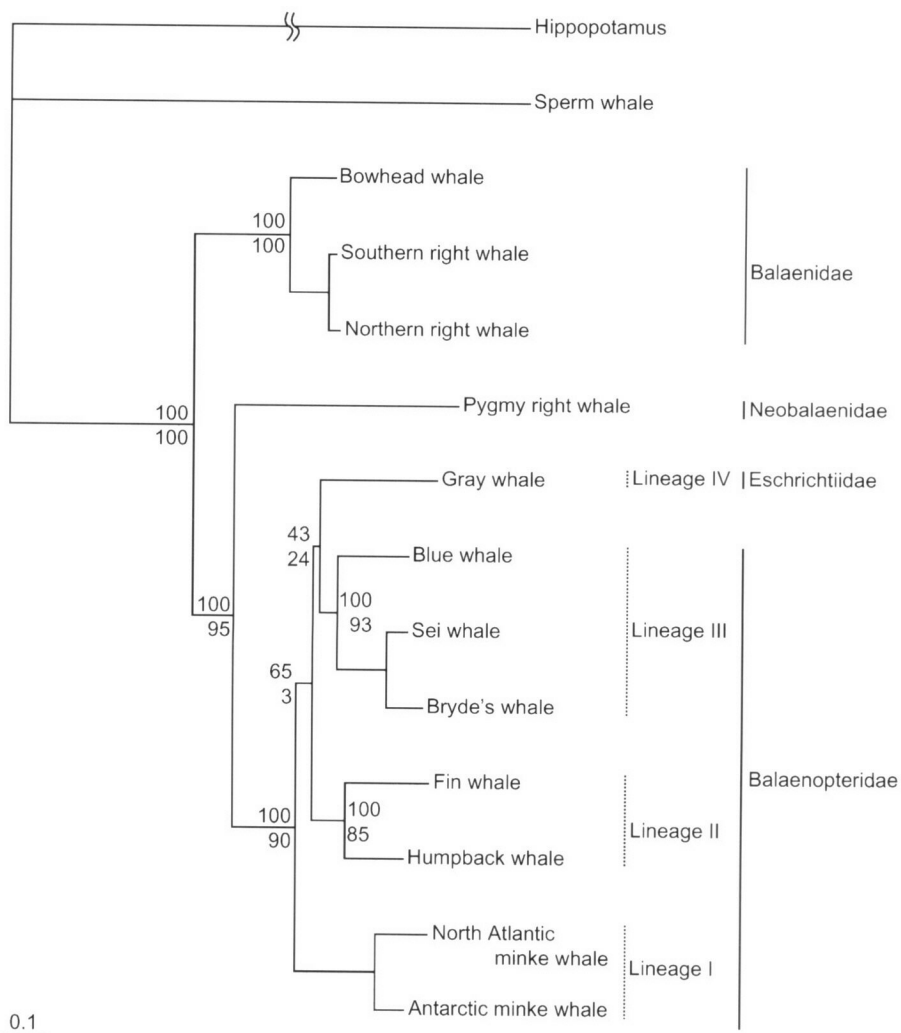 Hippopotamus
Sperm whale
Bowhead whale
100
100
Southern right whale
Balaenidae
Northern right whale
100
100
Pygmy right whale
Neobalaenidae
Gray whale
Lineage IV
Eschrichtiidae
43
24
Blue whale
100
93
100
95
Sei whale
Lineage III
65
3
Bryde's whale
Fin whale
Balaenopteridae
100
85
Lineage II
100
90
Humpback whale
North Atlantic
minke whale
Lineage I
Antarctic minke whale
0.1